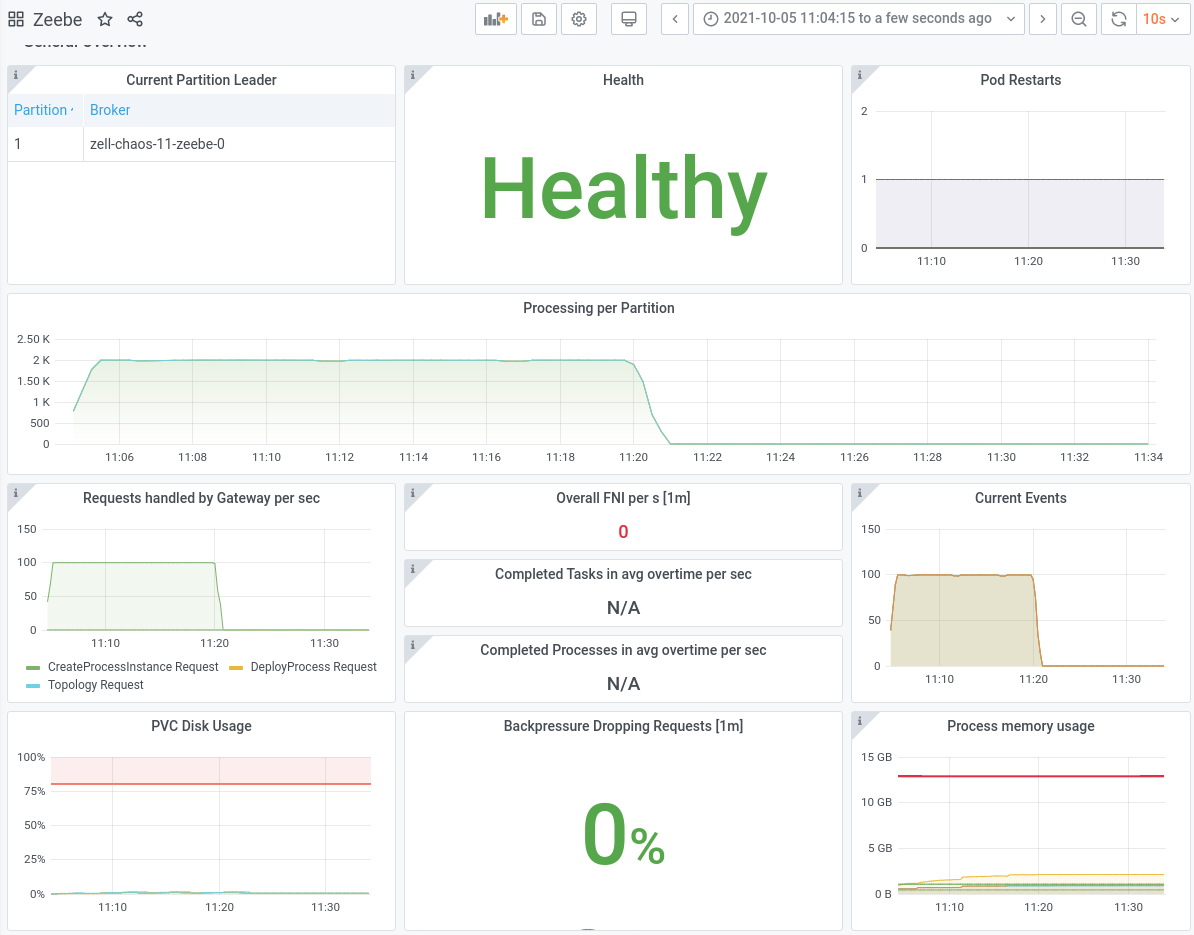 Zeebe
2021-10-05 11:04:15 to a few seconds ago
10s
General Overview
Current Partition Leader
Partition
Broker
1
zell-chaos-11-zeebe-0
Health
Healthy
Pod Restarts
2
1
0
11:10 11:20 11:30
Processing per Partition
2.50 K
2 K
1.50 K
1 K
500
0
11:06 11:08 11:10 11:12 11:14 11:16 11:18 11:20 11:22 11:24 11:26 11:28 11:30 11:32 11:34
Requests handled by Gateway per sec
150
100
50
0
11:10 11:20 11:30
CreateProcessInstance Request DeployProcess Request
Topology Request
Overall FNI per s [1m]
0
Completed Tasks in avg overtime per sec
N/A
Completed Processes in avg overtime per sec
N/A
Current Events
150
100
50
0
11:10 11:20 11:30
PVC Disk Usage
100%
75%
50%
25%
0%
11:10 11:20 11:30
Backpressure Dropping Requests [1m]
0%
Process memory usage
15 GB
10 GB
5 GB
0 B
11:10 11:20 11:30